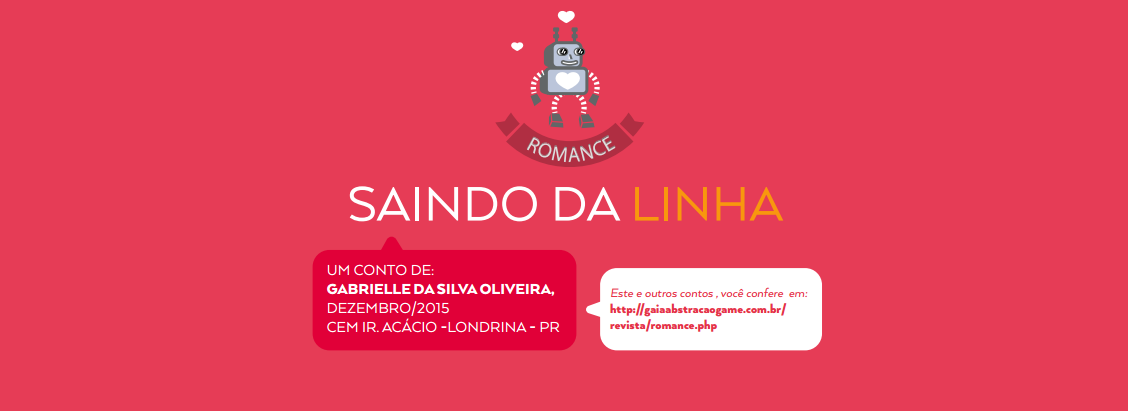 ROMANCE
SAINDO DA LINHA
UM CONTO DE:
GABRIELLE DA SILVA OLIVEIRA,
DEZEMBRO/2015
CEM IR. ACÁCIO -LONDRINA - PR
Este e outros contos , você confere em:
http://gaiaabstracaogame.com.br/
revista/romance.php